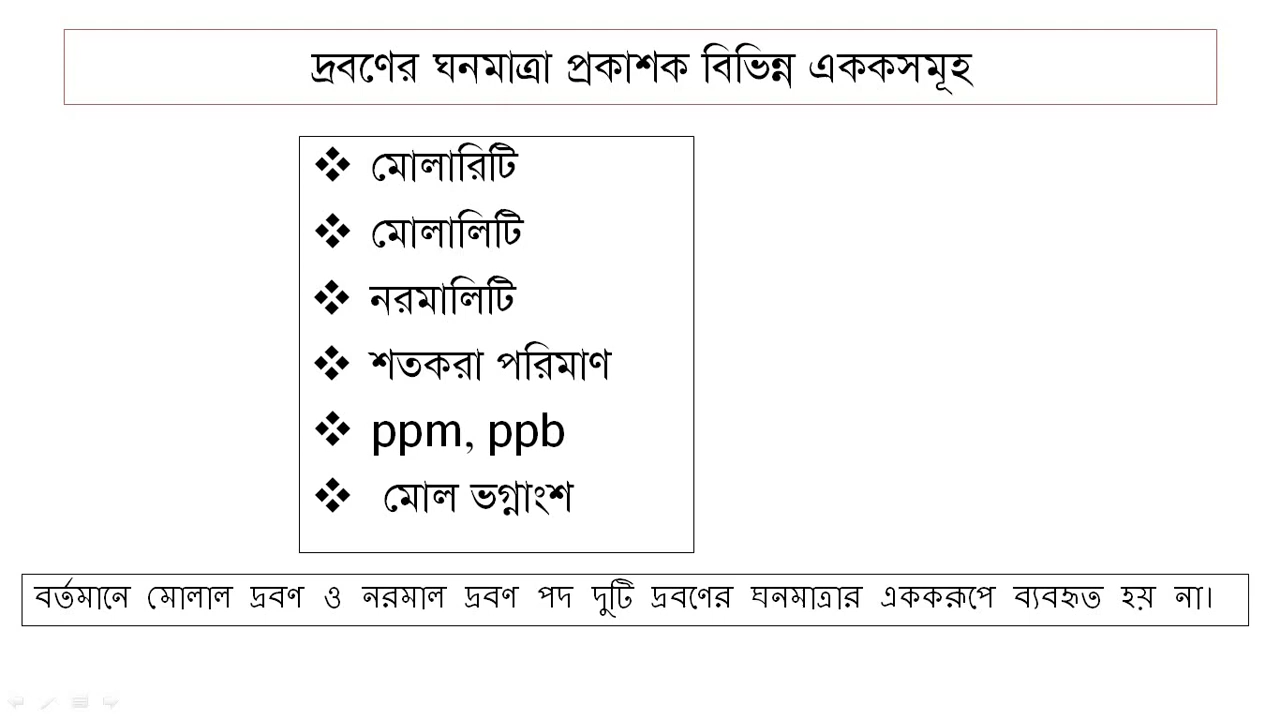 দ্রবণের ঘনমাত্রা প্রকাশক বিভিন্ন এককসমূহ
❖ মোলারিটি
❖ মোলালিটি
❖ নরমালিটি
❖ শতকরা পরিমাণ
❖ ppm, ppb
❖ মোল ভগ্নাংশ
বর্তমানে মোলাল দ্রবণ ও নরমাল দ্রবণ পদ দুটি দ্রবণের ঘনমাত্রার এককরূপে ব্যবহৃত হয় না।